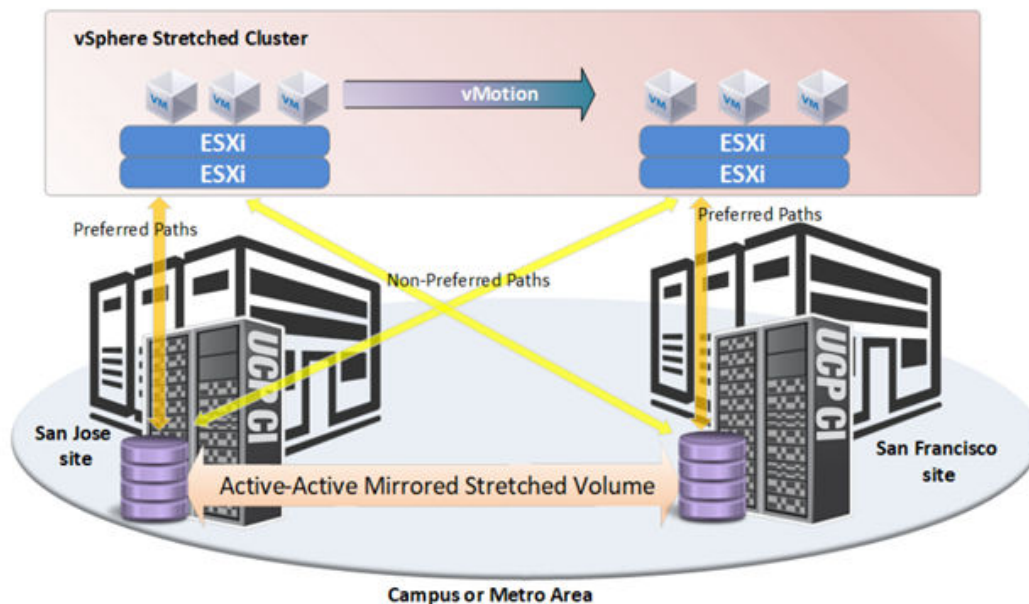 vSphere Stretched Cluster
VM VM VM
vMotion
VM VM VM
ESXi
ESXi
ESXi
ESXi
Preferred Paths
Preferred Paths
Non-Preferred Paths
UCP CI
UCP CI
San Jose
site
San Francisco
site
Active-Active Mirrored Stretched Volume
Campus or Metro Area